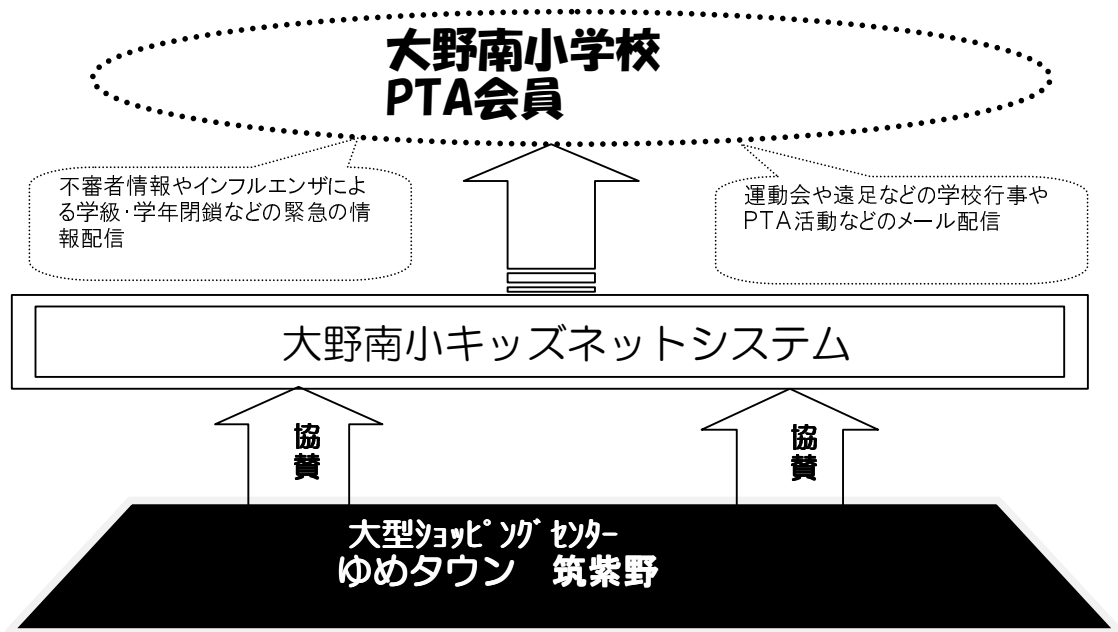 大野南小学校
PTA会員
不審者情報やインフルエンザによ
る学級・学年閉鎖などの緊急の情
報配信
運動会や遠足などの学校行事や
PTA活動などのメール配信
大野南小キッズネットシステム
協
賛
協
賛
大型ｼｮｯﾋﾟﾝｸﾞｾﾝﾀｰ
ゆめタウン　筑紫野